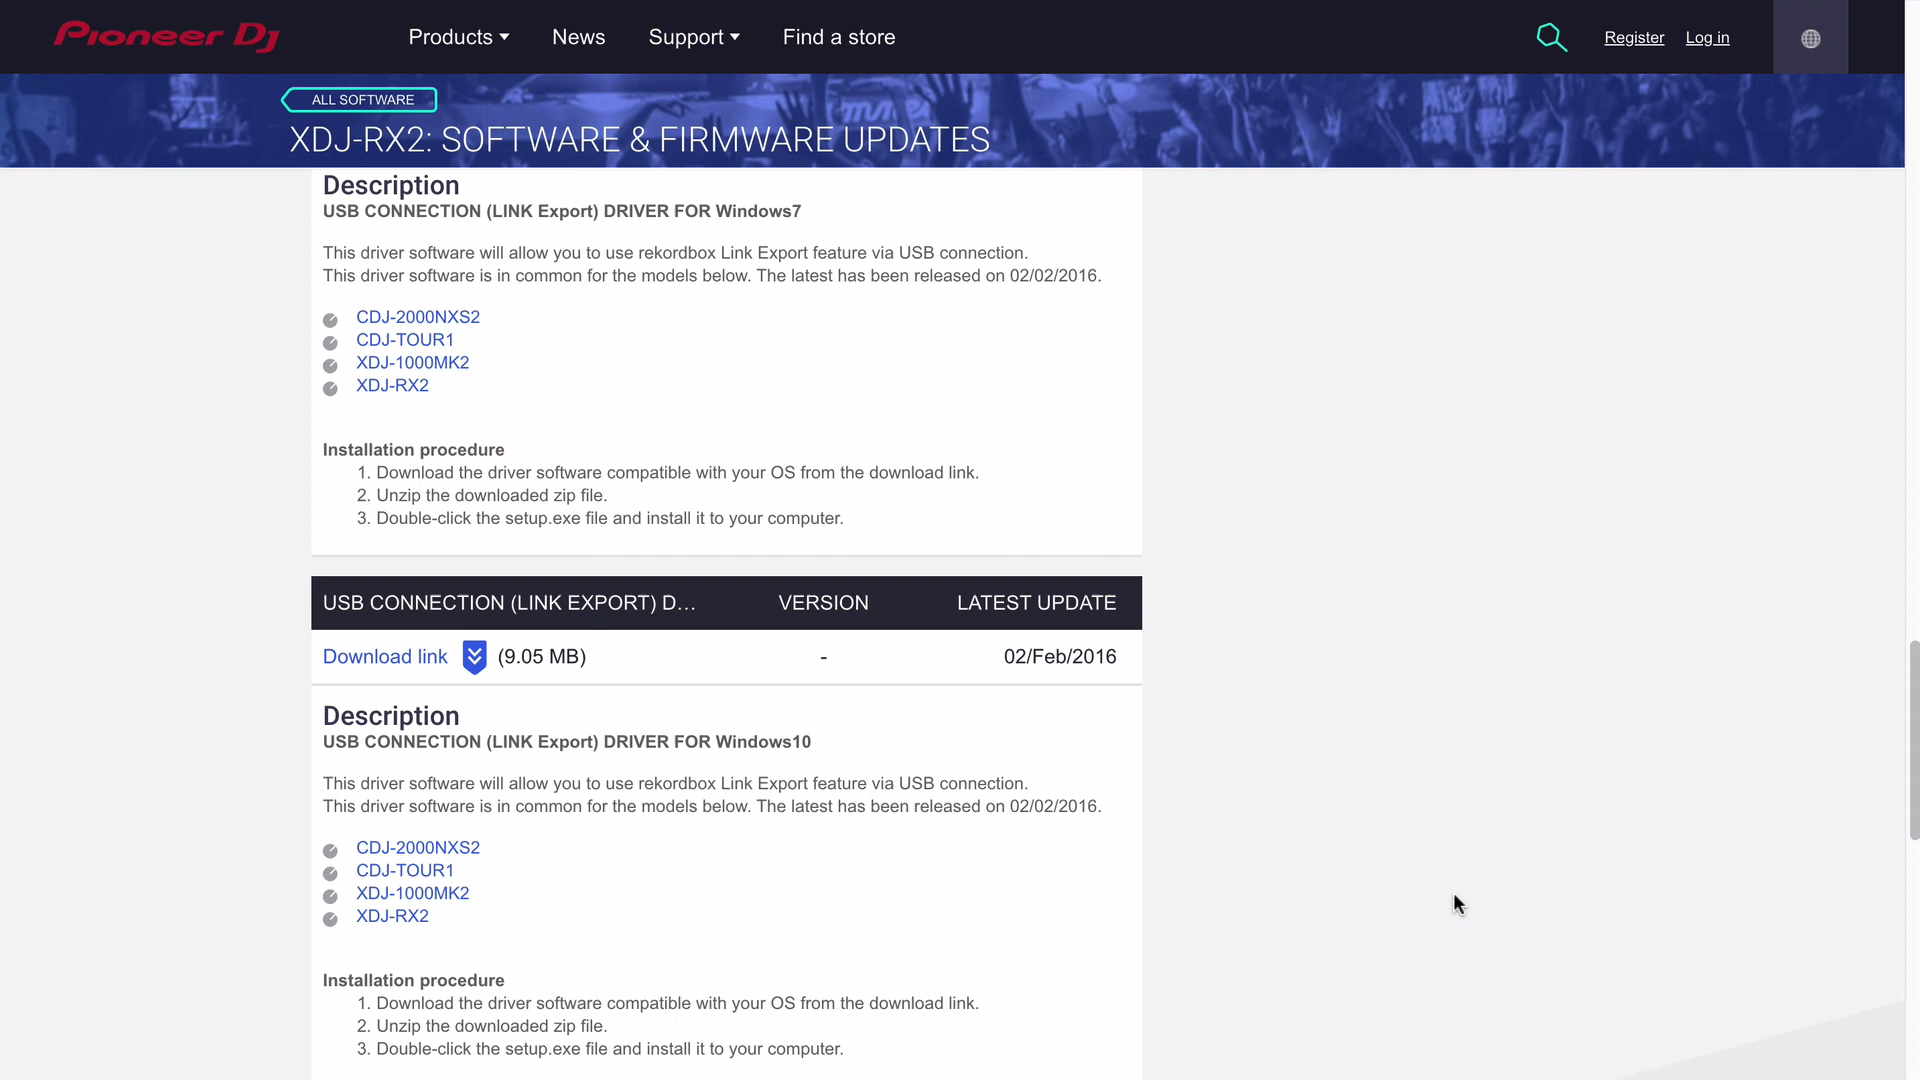 Pioneer Dj
Products
News
Support
Find a store
Register
Log in
ALL SOFTWARE
XDJ-RX2: SOFTWARE & FIRMWARE UPDATES
Description
USB CONNECTION (LINK Export) DRIVER FOR Windows7
This driver software will allow you to use rekordbox Link Export feature via USB connection.
This driver software is in common for the models below. The latest has been released on 02/02/2016.
CDJ-2000NXS2
CDJ-TOUR1
XDJ-1000MK2
XDJ-RX2
Installation procedure
1. Download the driver software compatible with your OS from the download link.
2. Unzip the downloaded zip file.
3. Double-click the setup.exe file and install it to your computer.
USB CONNECTION (LINK EXPORT) D... VERSION LATEST UPDATE
Download link (9.05 MB) - 02/Feb/2016
Description
USB CONNECTION (LINK Export) DRIVER FOR Windows10
This driver software will allow you to use rekordbox Link Export feature via USB connection.
This driver software is in common for the models below. The latest has been released on 02/02/2016.
CDJ-2000NXS2
CDJ-TOUR1
XDJ-1000MK2
XDJ-RX2
Installation procedure
1. Download the driver software compatible with your OS from the download link.
2. Unzip the downloaded zip file.
3. Double-click the setup.exe file and install it to your computer.